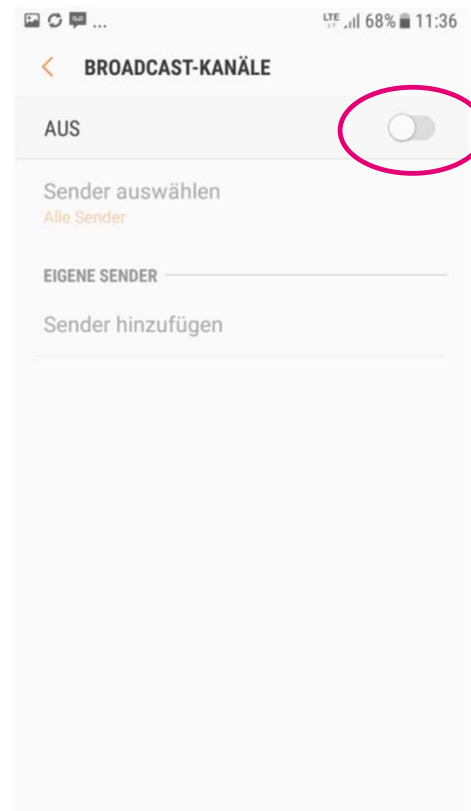 ... LTE 68% 11:36
BROADCAST-KANÄLE
AUS
Sender auswählen
Alle Sender
EIGENE SENDER
Sender hinzufügen